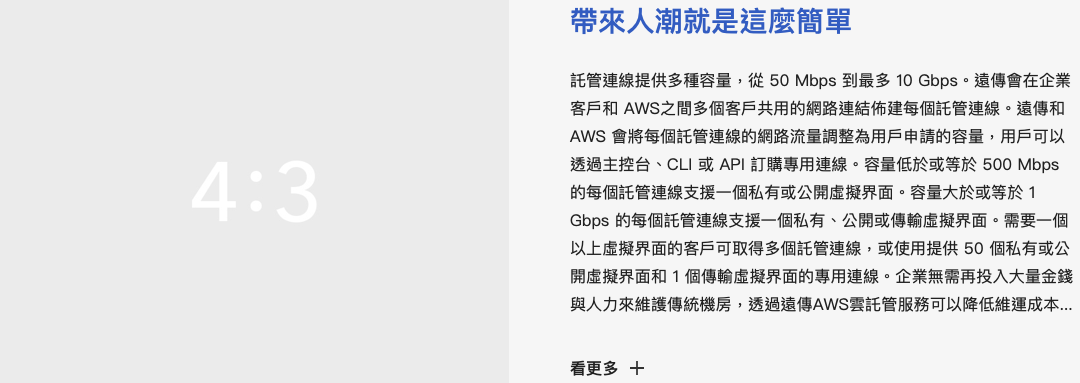 4:3
帶來人潮就是這麼簡單
託管連線提供多種容量，從 50 Mbps 到最多 10 Gbps。遠傳會在企業
客戶和 AWS之間多個客戶共用的網路連結佈建每個託管連線。遠傳和
AWS 會將每個託管連線的網路流量調整為用戶申請的容量，用戶可以
透過主控台、CLI 或 API 訂購專用連線。容量低於或等於 500 Mbps
的每個託管連線支援一個私有或公開虛擬界面。容量大於或等於 1
Gbps 的每個託管連線支援一個私有、公開或傳輸虛擬界面。需要一個
以上虛擬界面的客戶可取得多個託管連線，或使用提供 50 個私有或公
開虛擬界面和 1 個傳輸虛擬界面的專用連線。企業無需再投入大量金錢
與人力來維護傳統機房，透過遠傳AWS雲託管服務可以降低維運成本...
看更多 +